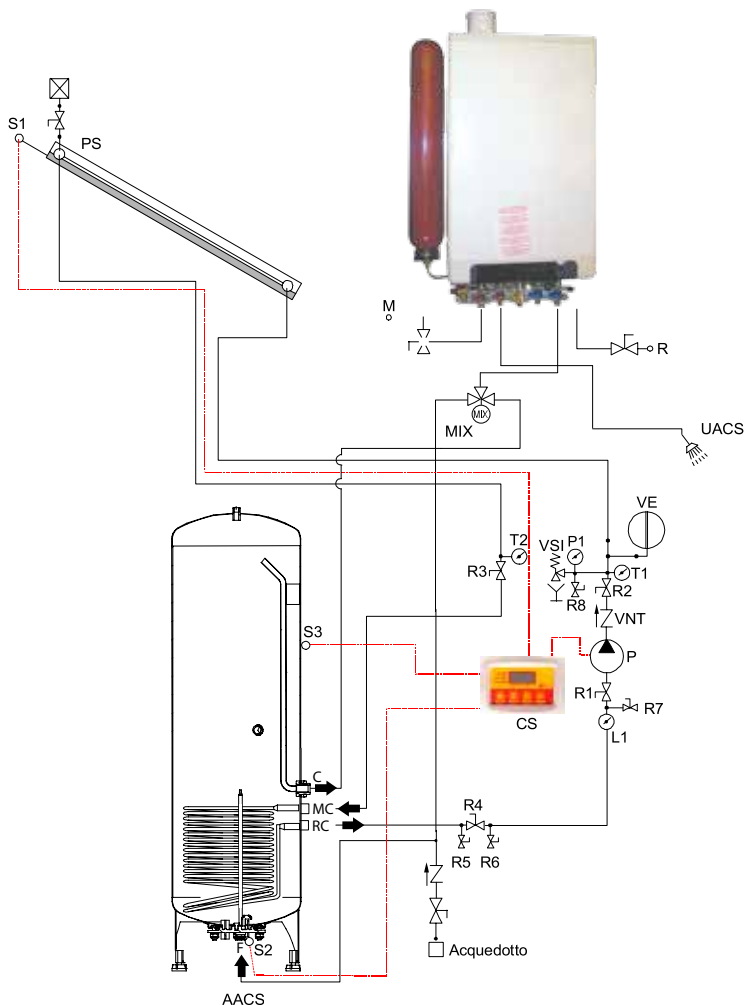 S1
PS
M
R
MIX
MIX
UACS
VE
VSI
P1
T2
T1
R3
R8
R2
VNT
S3
P
R1
R7
CS
L1
C
MC
RC
R4
R5
R6
F
S2
Acquedotto
AACS